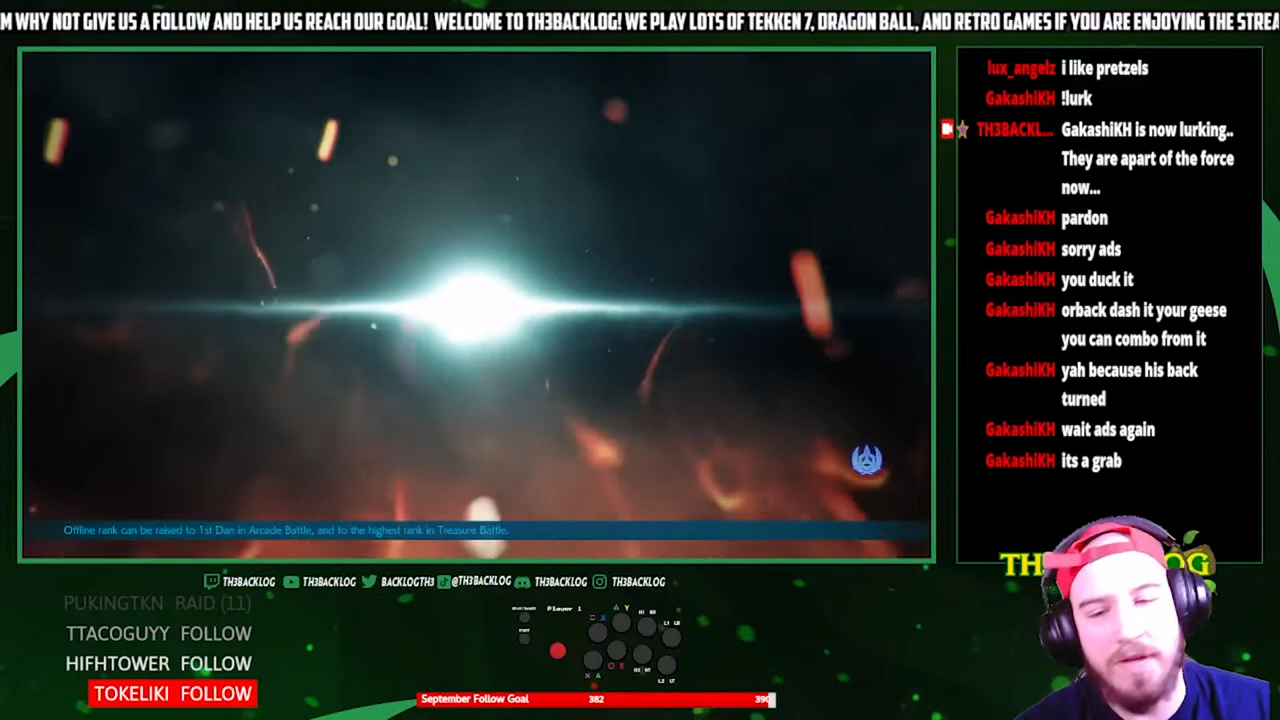 M WHY NOT GIVE US A FOLLOW AND HELP US REACH OUR GOAL! WELCOME TO TH3BACKLOG! WE PLAY LOTS OF TEKKEN 7, DRAGON BALL, AND RETRO GAMES IF YOU ARE ENJOYING THE STREA
lux_angelz i like pretzels
GakashiKH !lurk
TH3BACKL... GakashiKH is now lurking..
They are apart of the force
now...
GakashiKH pardon
GakashiKH sorry ads
GakashiKH you duck it
GakashiKH orback dash it your geese
you can combo from it
GakashiKH yah because his back
turned
GakashiKH wait ads again
GakashiKH its a grab
Offline rank can be raised to 1st Dan in Arcade Battle, and to the highest rank in Treasure Battle.
TH3BACKLOG TH3BACKLOG BACKLOGTH3 @TH3BACKLOG TH3BACKLOG TH3BACKLOG
TH OG
PUKINGTKN RAID (11)
TTACOGUYY FOLLOW
HIFHTOWER FOLLOW
TOKELIKI FOLLOW
Player 1
September Follow Goal 382 390